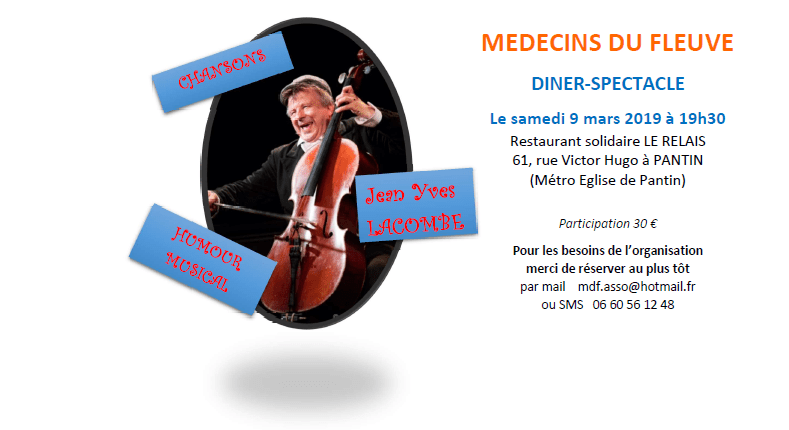 CHANSONS
Jean Yves
LACOMBE
HUMOUR
MUSICAL
MEDECINS DU FLEUVE
DINER-SPECTACLE
Le samedi 9 mars 2019 à 19h30
Restaurant solidaire LE RELAIS
61, rue Victor Hugo à PANTIN
(Métro Eglise de Pantin)
Participation 30 €
Pour les besoins de l'organisation
merci de réserver au plus tôt
par mail mdf.asso@hotmail.fr
ou SMS 06 60 56 12 48